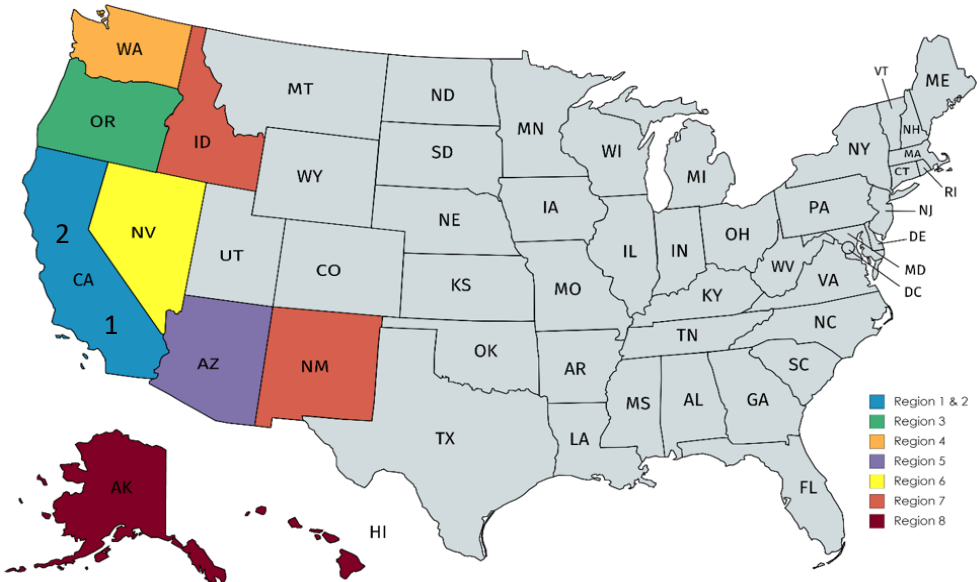 WA
MT
ND
MN
VT
ME
OR
ID
SD
WI
MI
NY
NH
MA
CT
RI
WY
NE
IA
PA
NJ
2
NV
UT
CO
IL
IN
OH
DE
CA
KS
MO
WV
VA
MD
DC
KY
1
AZ
NM
OK
AR
TN
NC
SC
TX
LA
MS
AL
GA
FL
AK
HI
Region 1 & 2
Region 3
Region 4
Region 5
Region 6
Region 7
Region 8